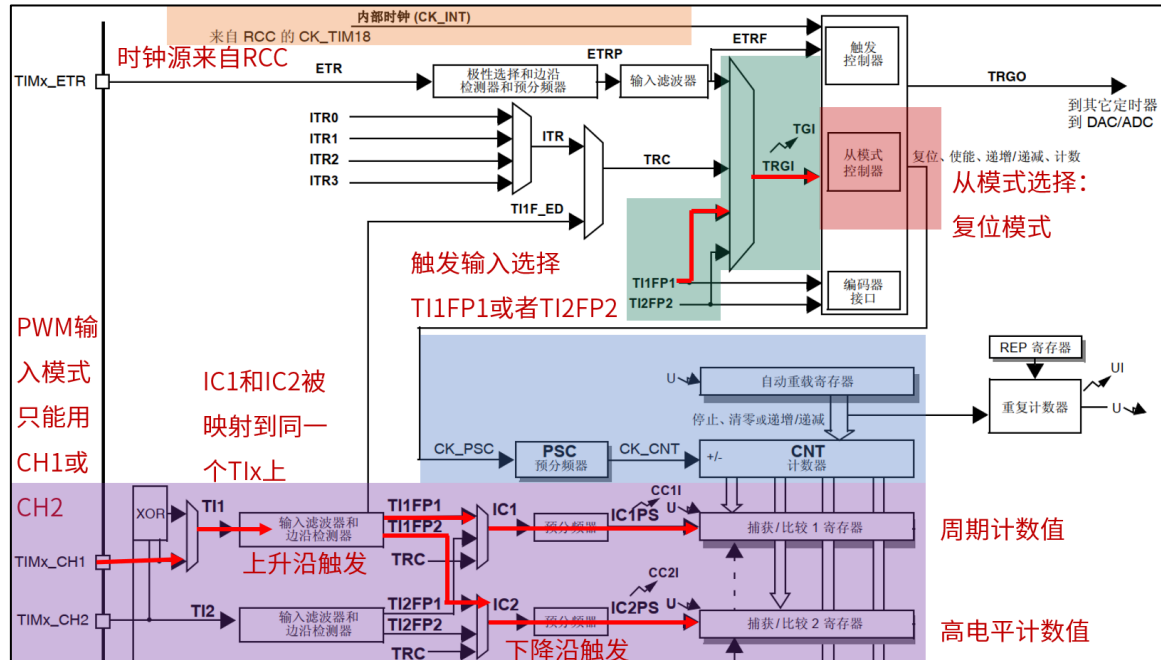 内部时钟 (CK_INT)
来自 RCC 的 CK_TIM18
时钟源来自RCC
TIMx_ETR
ETR
极性选择和边沿
检测器和预分频器
ETRP
输入滤波器
ETRF
触发
控制器
TRGO
到其它定时器
到 DAC/ADC
ITR0
ITR1
ITR2
ITR3
ITR
TRC
TI1F_ED
TGI
TRGI
从模式
控制器
复位、使能、递增/递减、计数
从模式选择：
复位模式
触发输入选择
TI1FP1或者TI2FP2
TI1FP1
TI2FP2
编码器
接口
PWM输
入模式
只能用
CH1或
CH2
IC1和IC2被
映射到同一
个TIx上
REP 寄存器
UI
重复计数器
U
U
自动重载寄存器
停止、清零或递增/递减
CK_PSC
PSC
预分频器
CK_CNT
+/-
CNT
计数器
XOR
TI1
输入滤波器和
边沿检测器
TI1FP1
TI1FP2
TRC
IC1
预分频器
IC1PS
CC1I
U
捕获/比较 1 寄存器
周期计数值
TIMx_CH1
上升沿触发
TIMx_CH2
TI2
输入滤波器和
边沿检测器
TI2FP1
TI2FP2
TRC
IC2
预分频器
IC2PS
CC2I
U
捕获/比较 2 寄存器
高电平计数值
下降沿触发